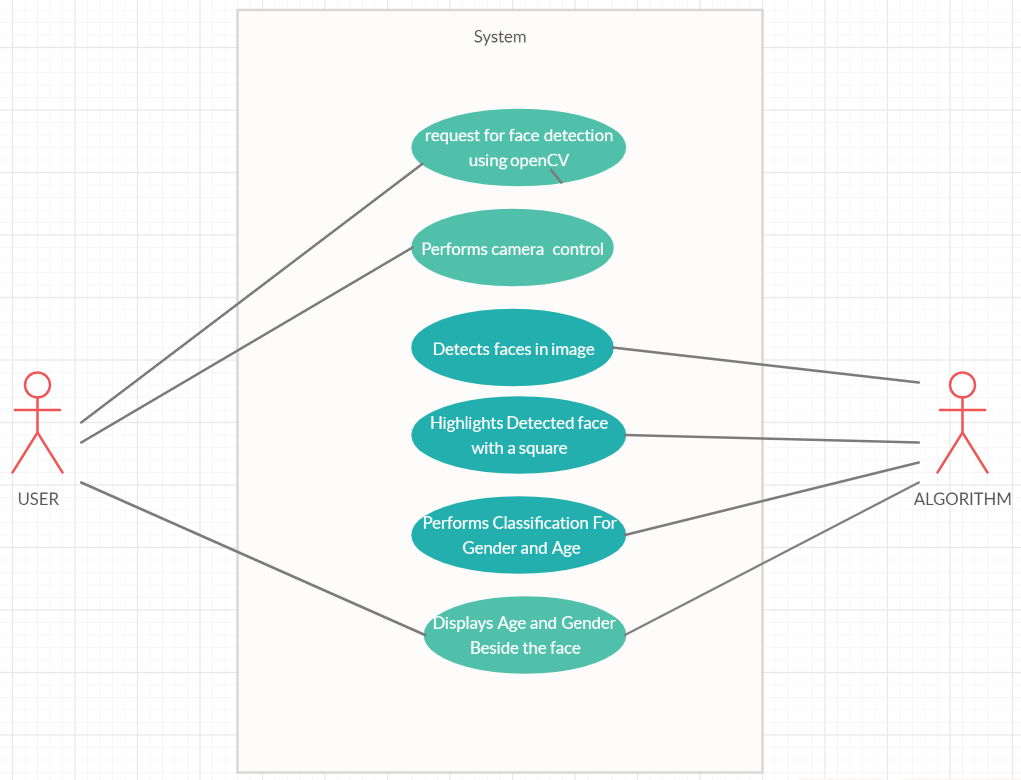 System
request for face detection
using openCV
Performs camera control
Detects faces in image
Highlights Detected face
with a square
USER
ALGORITHM
Performs Classification For
Gender and Age
Displays Age and Gender
Beside the face